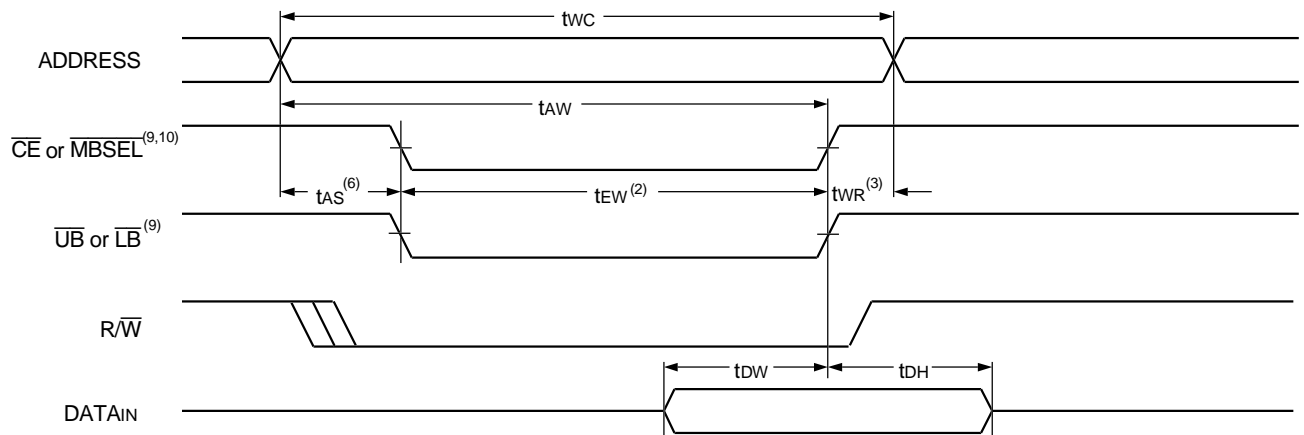 tWC
ADDRESS
tAW
CE or MBSEL(9,10)
tAS(6)
tEW(2)
tWR(3)
UB or LB(9)
R/W
tDW
tDH
DATAIN